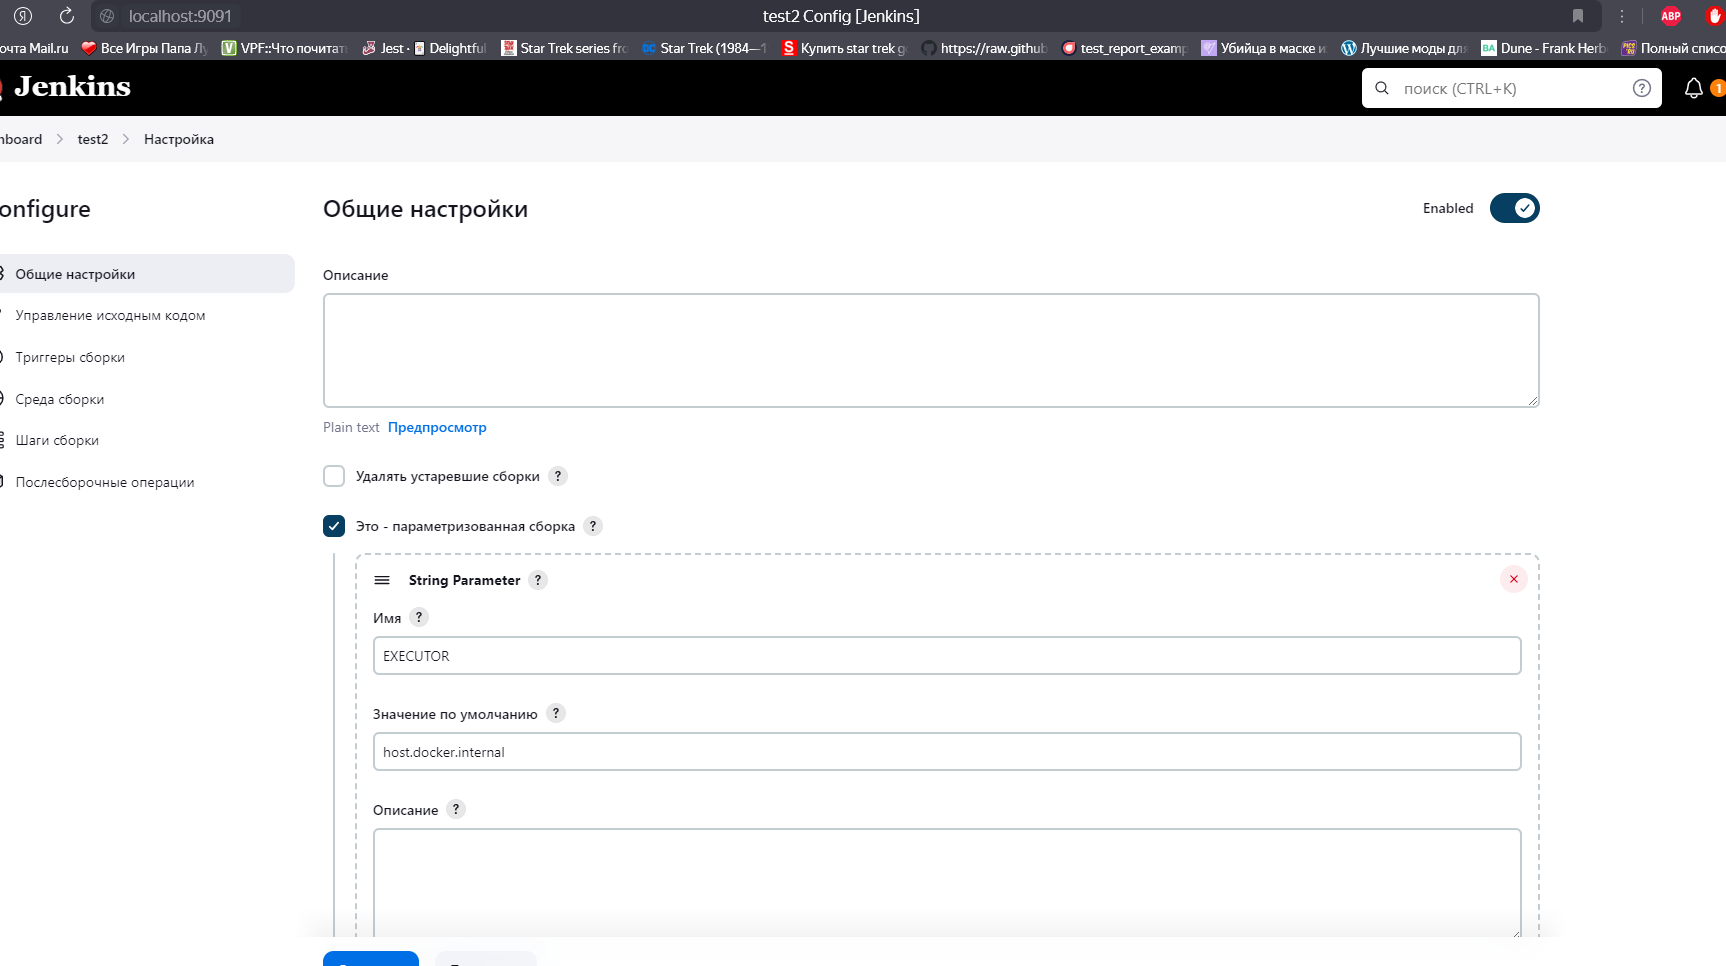 localhost:9091
test2 Config [Jenkins]
ABP
очта Mail.ru
Все Игры Папа Лу
VPF::Что почитат
Jest ·
Delightful
Star Trek series fro
DC Star Trek (1984—1
S Купить star trek
https://raw.github
test_report_examp
Убийца в маске и
Лучшие моды для
BA Dune - Frank Herb
Полный списо
Jenkins
поиск (CTRL+K)
?
1
nboard
test2
Настройка
onfigure
Общие настройки
Управление исходным кодом
Триггеры сборки
Среда сборки
Шаги сборки
Послесборочные операции
Общие настройки
Enabled
Описание
Plain text Предпросмотр
Удалять устаревшие сборки ?
Это - параметризованная сборка ?
String Parameter ?
Имя ?
EXECUTOR
Значение по умолчанию ?
host.docker.internal
Описание ?